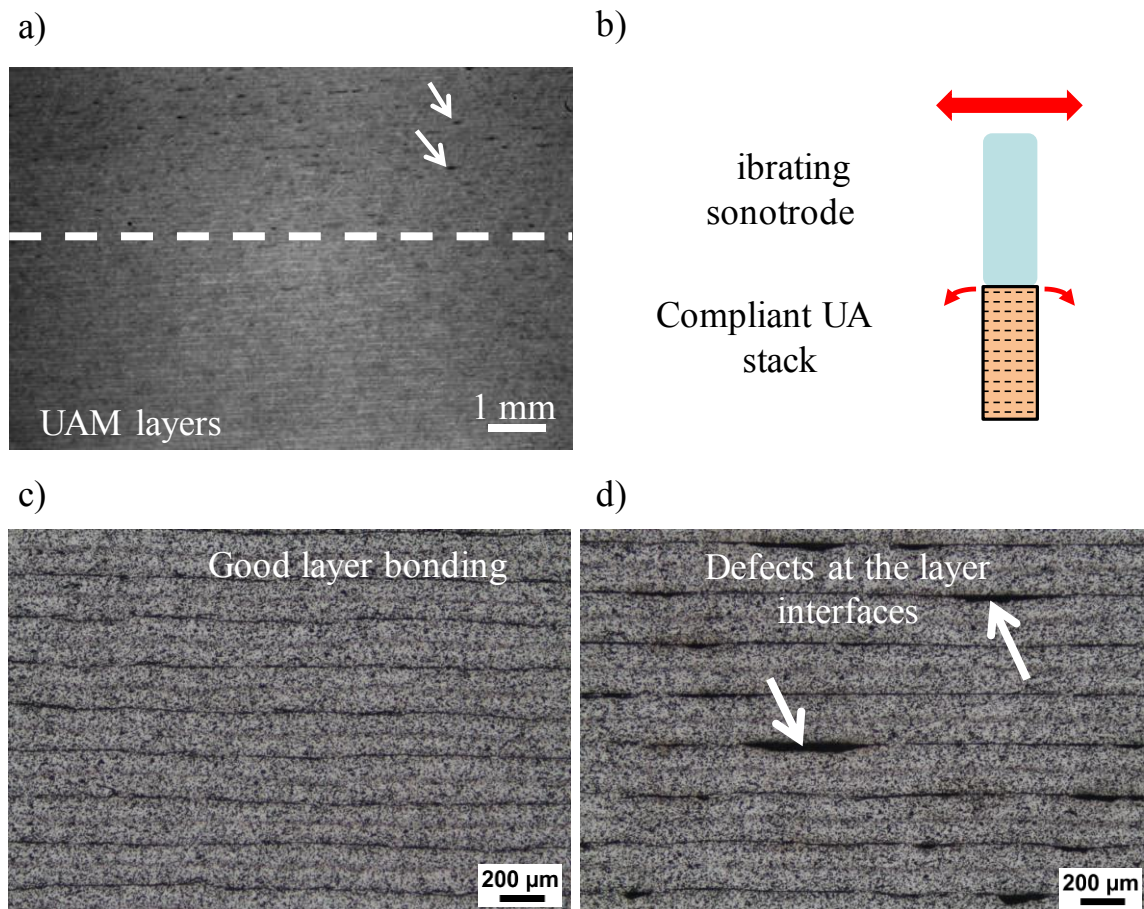 a)
b)
UAM layers
1 mm
ibrating
sonotrode
Compliant UA
stack
c)
d)
Good layer bonding
200 µm
Defects at the layer
interfaces
200 µm